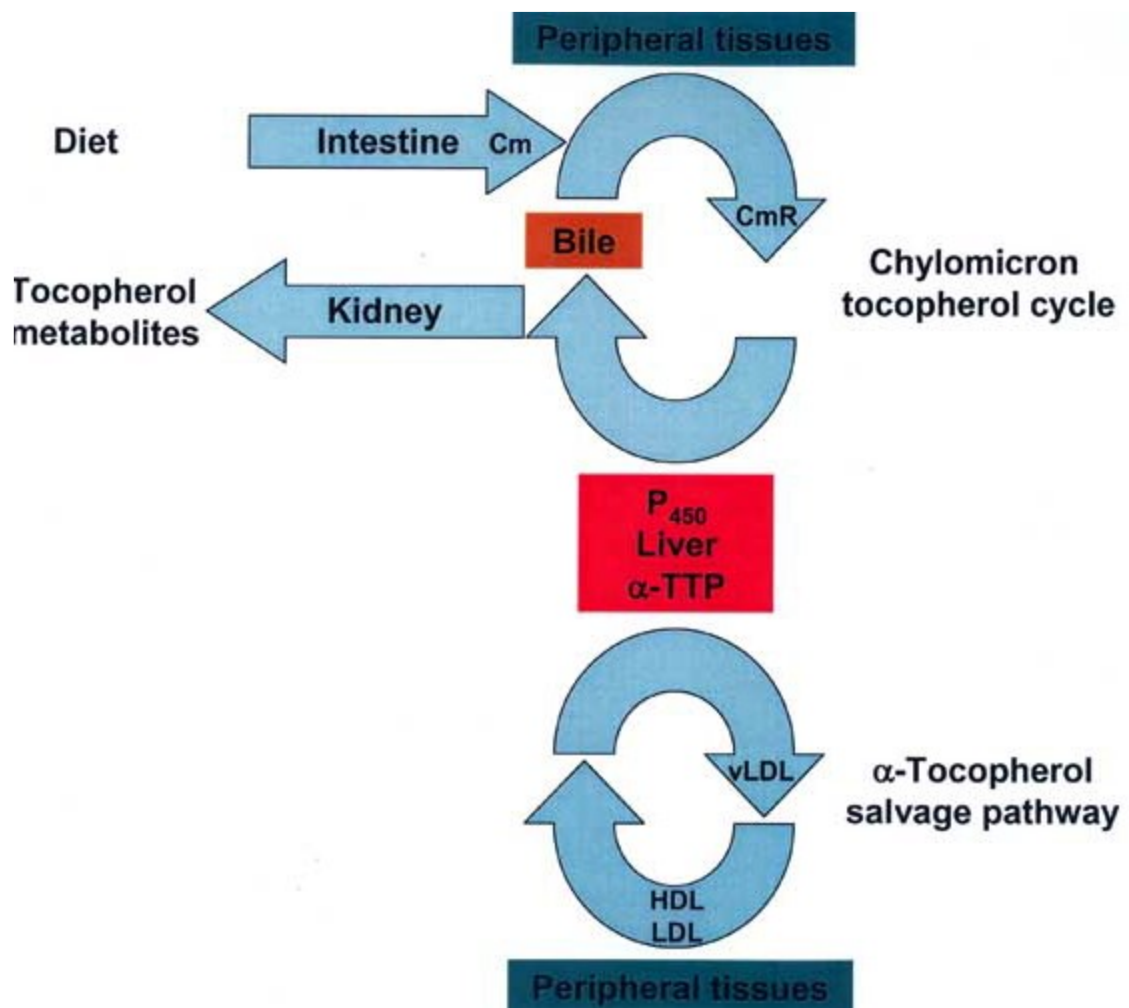 Peripheral tissues
Diet
Intestine Cm
CmR
Bile
Chylomicron
tocopherol cycle
Tocopherol
metabolites
Kidney
P₄₅₀
Liver
α-TTP
vLDL
α-Tocopherol
salvage pathway
HDL
LDL
Peripheral tissues